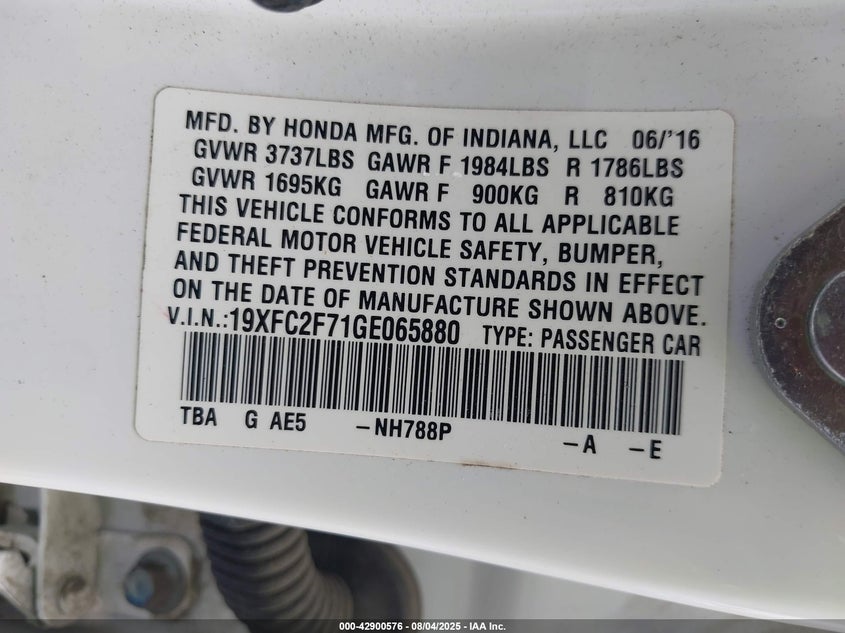 MFD. BY HONDA MFG. OF INDIANA, LLC 06/'16
GVWR 3737LBS GAWR F 1984LBS R 1786LBS
GVWR 1695KG GAWR F 900KG R 810KG
THIS VEHICLE CONFORMS TO ALL APPLICABLE
FEDERAL MOTOR VEHICLE SAFETY, BUMPER,
AND THEFT PREVENTION STANDARDS IN EFFECT
ON THE DATE OF MANUFACTURE SHOWN ABOVE.
V.I.N.:19XFC2F71GE065880 TYPE: PASSENGER CAR
TBA G AE5 -NH788P -A -E
000-42900576 - 08/04/2025 - IAA Inc.